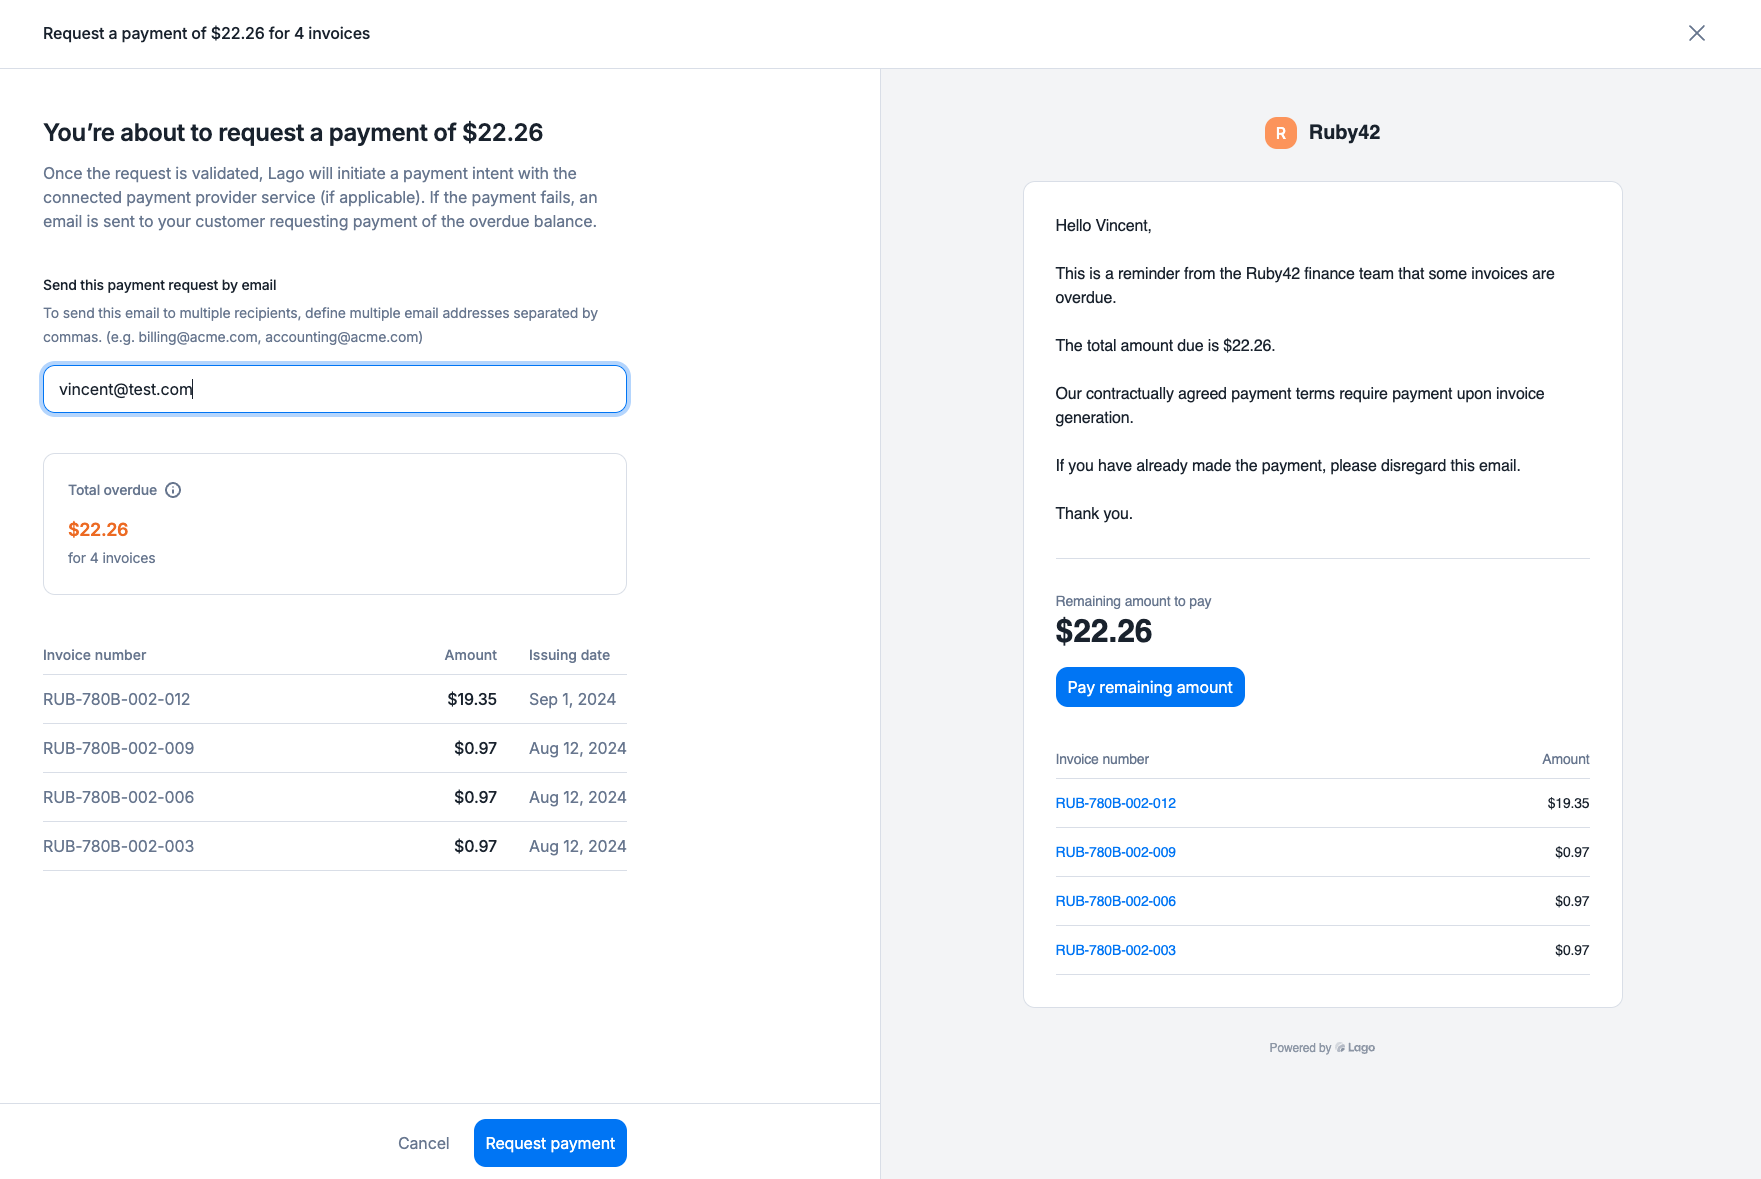 Request a payment of $22.26 for 4 invoices
You’re about to request a payment of $22.26
Once the request is validated, Lago will initiate a payment intent with the
connected payment provider service (if applicable). If the payment fails, an
email is sent to your customer requesting payment of the overdue balance.
Send this payment request by email
To send this email to multiple recipients, define multiple email addresses separated by
commas. (e.g. billing@acme.com, accounting@acme.com)
vincent@test.com
Total overdue
$22.26
for 4 invoices
Invoice number Amount Issuing date
RUB-780B-002-012 $19.35 Sep 1, 2024
RUB-780B-002-009 $0.97 Aug 12, 2024
RUB-780B-002-006 $0.97 Aug 12, 2024
RUB-780B-002-003 $0.97 Aug 12, 2024
Cancel Request payment
R Ruby42
Hello Vincent,
This is a reminder from the Ruby42 finance team that some invoices are
overdue.
The total amount due is $22.26.
Our contractually agreed payment terms require payment upon invoice
generation.
If you have already made the payment, please disregard this email.
Thank you.
Remaining amount to pay
$22.26
Pay remaining amount
Invoice number Amount
RUB-780B-002-012 $19.35
RUB-780B-002-009 $0.97
RUB-780B-002-006 $0.97
RUB-780B-002-003 $0.97
Powered by Lago